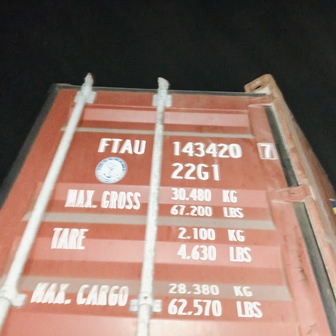 FTAU 143420 7
22G1
MAX. GROSS 30.480 KG
67.200 LBS
TARE 2.100 KG
4.630 LBS
MAX. CARGO 28.380 KG
62.570 LBS